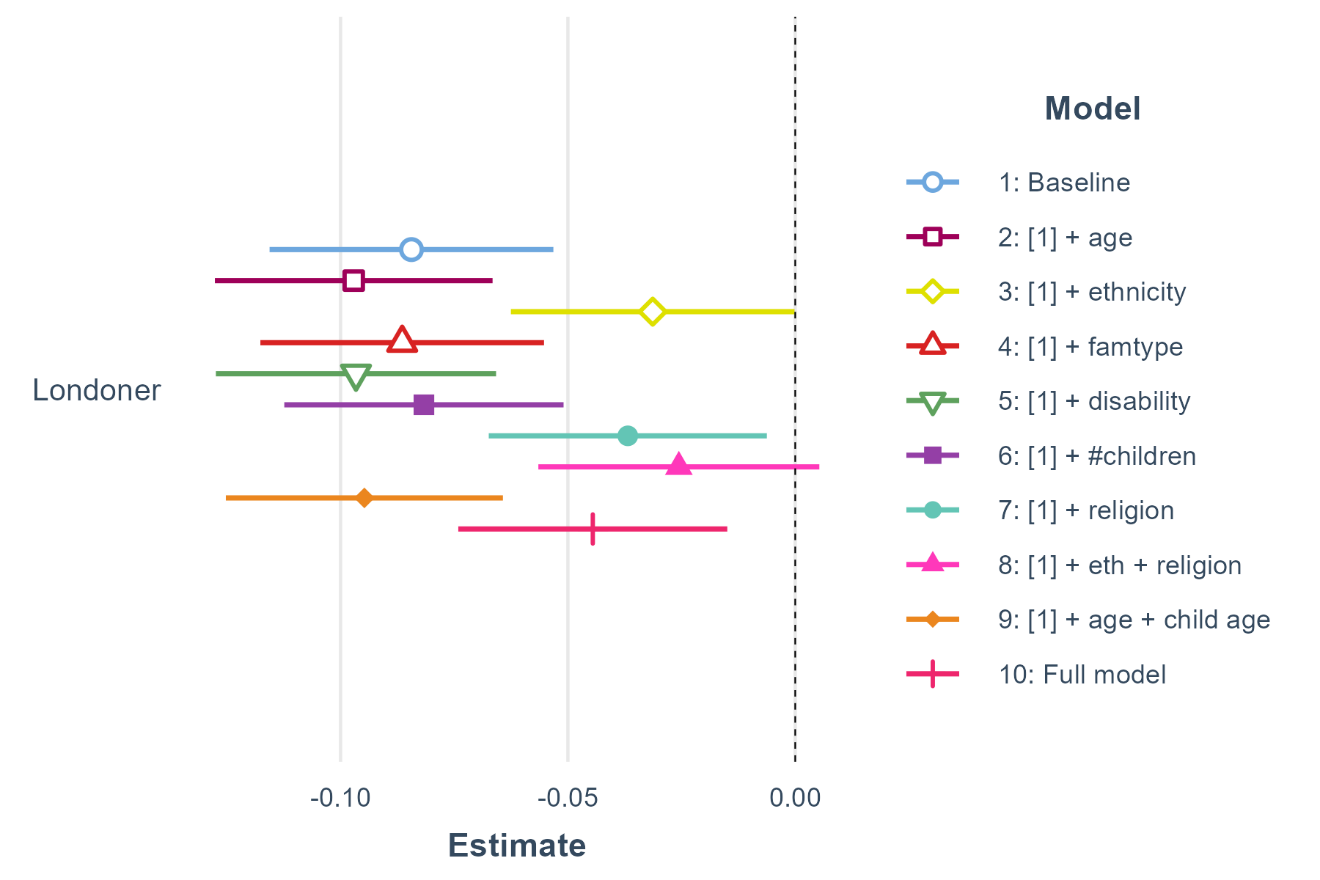 Londoner
-0.10
-0.05
0.00
Estimate
Model
1: Baseline
2: [1] + age
3: [1] + ethnicity
4: [1] + famtype
5: [1] + disability
6: [1] + #children
7: [1] + religion
8: [1] + eth + religion
9: [1] + age + child age
10: Full model